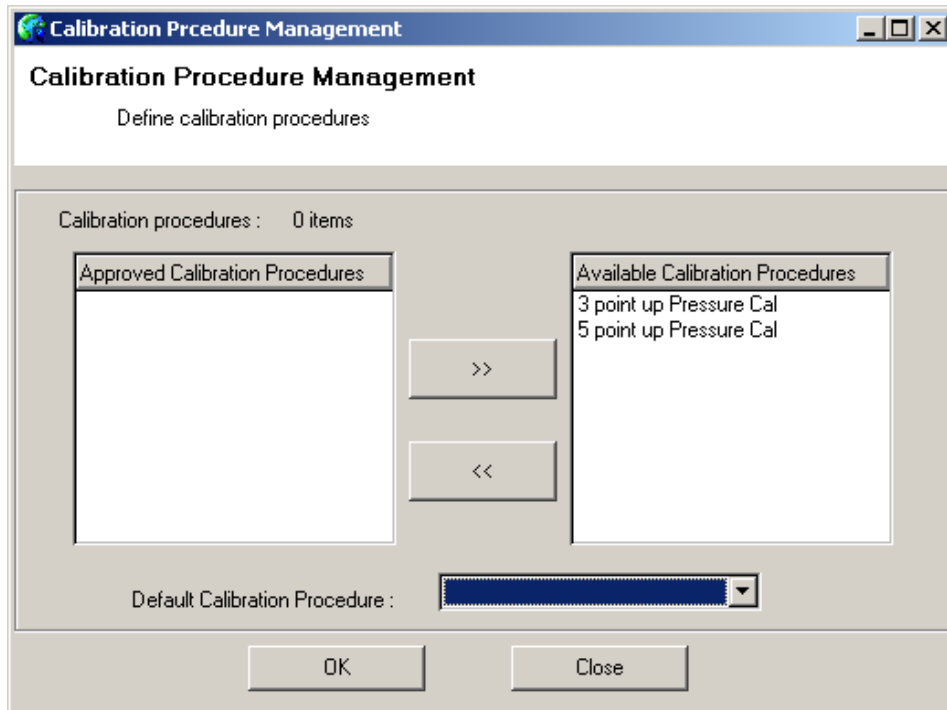 Calibration Prcedure Management
Calibration Procedure Management
Define calibration procedures
Calibration procedures : 0 items
Approved Calibration Procedures
Available Calibration Procedures
3 point up Pressure Cal
5 point up Pressure Cal
>>
<<
Default Calibration Procedure :
OK Close